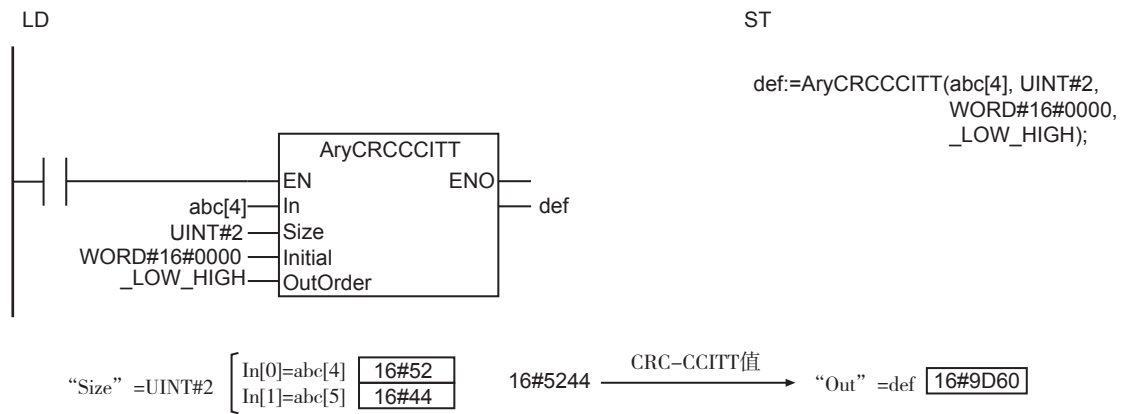 LD
ST
def:=AryCRCCCITT(abc[4], UINT#2,
WORD#16#0000,
_LOW_HIGH);
AryCRCCCITT
EN ENO
abc[4] In def
UINT#2 Size
WORD#16#0000 Initial
_LOW_HIGH OutOrder
“Size”=UINT#2
In[0]=abc[4] 16#52
In[1]=abc[5] 16#44
16#5244
CRC-CCITT值
“Out”=def 16#9D60